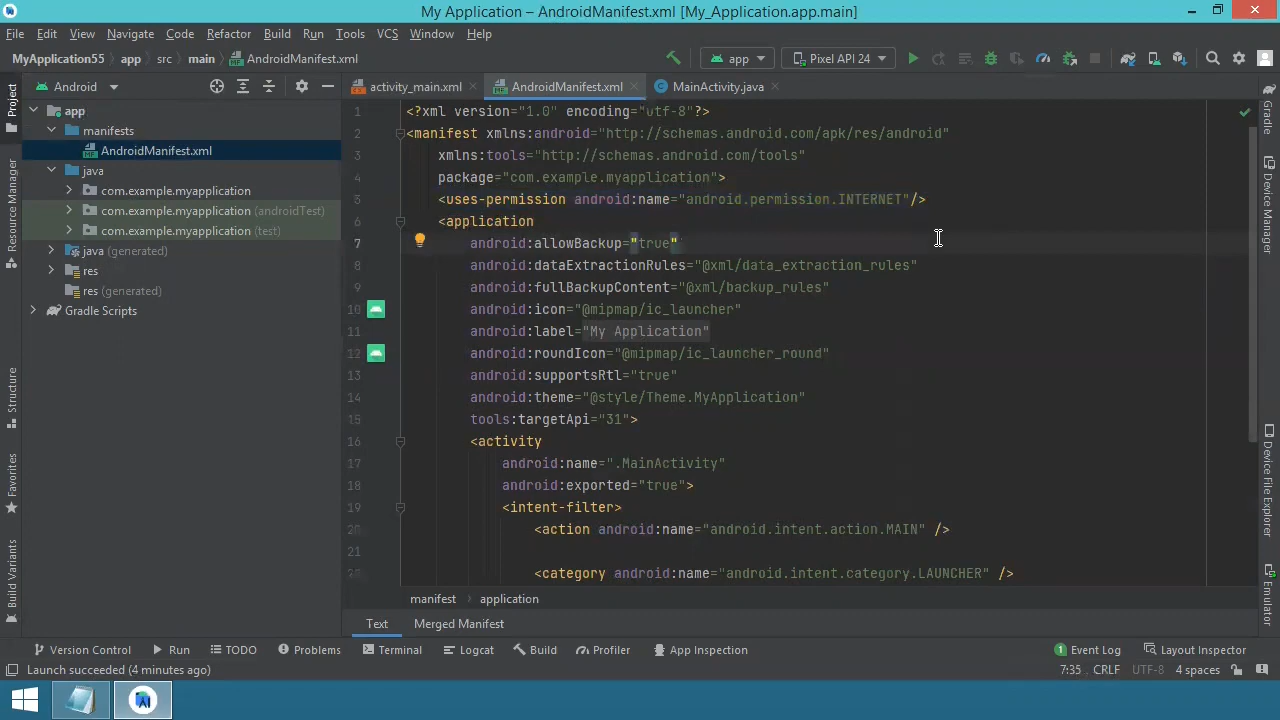 My Application – AndroidManifest.xml [My_Application.app.main]
File Edit View Navigate Code Refactor Build Run Tools VCS Window Help
MyApplication55 app src main AndroidManifest.xml app Pixel API 24
Android activity_main.xml AndroidManifest.xml MainActivity.java
Project
Resource Manager
Structure
Favorites
Build Variants
app
manifests
AndroidManifest.xml
java
com.example.myapplication
com.example.myapplication (androidTest)
com.example.myapplication (test)
java (generated)
res
res (generated)
Gradle Scripts
1 <?xml version="1.0" encoding="utf-8"?>
2 <manifest xmlns:android="http://schemas.android.com/apk/res/android"
3 xmlns:tools="http://schemas.android.com/tools"
4 package="com.example.myapplication">
5 <uses-permission android:name="android.permission.INTERNET"/>
6 <application
7 android:allowBackup="true"
8 android:dataExtractionRules="@xml/data_extraction_rules"
9 android:fullBackupContent="@xml/backup_rules"
10 android:icon="@mipmap/ic_launcher"
11 android:label="My Application"
12 android:roundIcon="@mipmap/ic_launcher_round"
13 android:supportsRtl="true"
14 android:theme="@style/Theme.MyApplication"
15 tools:targetApi="31">
16 <activity
17 android:name=".MainActivity"
18 android:exported="true">
19 <intent-filter>
20 <action android:name="android.intent.action.MAIN" />
21
<category android:name="android.intent.category.LAUNCHER" />
Gradle
Device Manager
Device File Explorer
Emulator
manifest application
Text Merged Manifest
Version Control Run TODO Problems Terminal Logcat Build Profiler App Inspection 1 Event Log Layout Inspector
Launch succeeded (4 minutes ago) 7:35 CRLF UTF-8 4 spaces